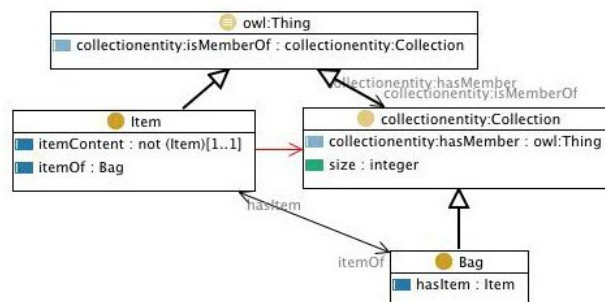 owl:Thing
collectionentity:isMemberOf : collectionentity:Collection
collectionentity:hasMember
collectionentity:isMemberOf
Item
itemContent : not (Item)[1..1]
itemOf : Bag
collectionentity:Collection
collectionentity:hasMember : owl:Thing
size : integer
hasItem
itemOf
Bag
hasItem : Item